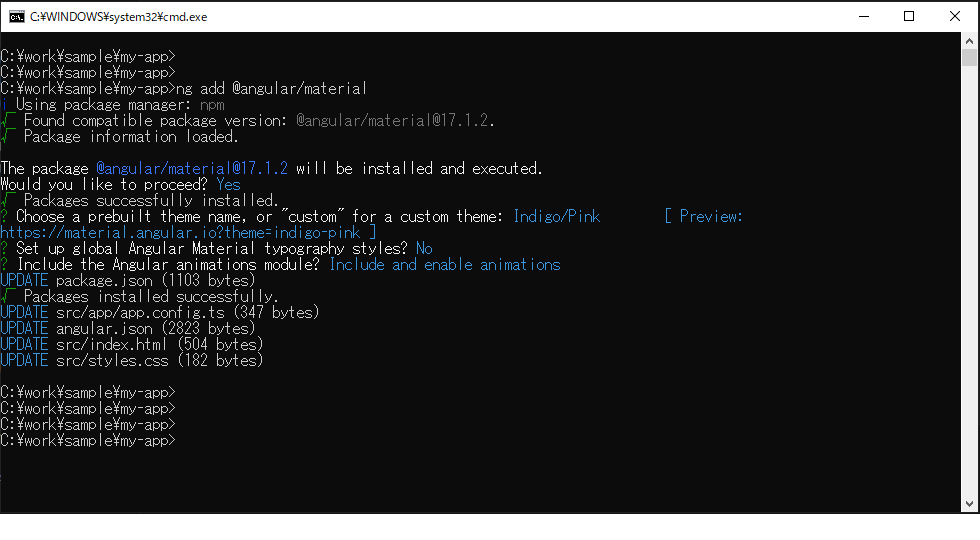 C:¥WINDOWS¥system32¥cmd.exe
C:¥work¥sample¥my-app>
C:¥work¥sample¥my-app>
C:¥work¥sample¥my-app>ng add @angular/material
i Using package manager: npm
√ Found compatible package version: @angular/material@17.1.2.
√ Package information loaded.
The package @angular/material@17.1.2 will be installed and executed.
Would you like to proceed? Yes
√ Packages successfully installed.
? Choose a prebuilt theme name, or "custom" for a custom theme: Indigo/Pink        [ Preview:
https://material.angular.io?theme=indigo-pink ]
? Set up global Angular Material typography styles? No
? Include the Angular animations module? Include and enable animations
UPDATE package.json (1103 bytes)
√ Packages installed successfully.
UPDATE src/app/app.config.ts (347 bytes)
UPDATE angular.json (2823 bytes)
UPDATE src/index.html (504 bytes)
UPDATE src/styles.css (182 bytes)
C:¥work¥sample¥my-app>
C:¥work¥sample¥my-app>
C:¥work¥sample¥my-app>
C:¥work¥sample¥my-app>